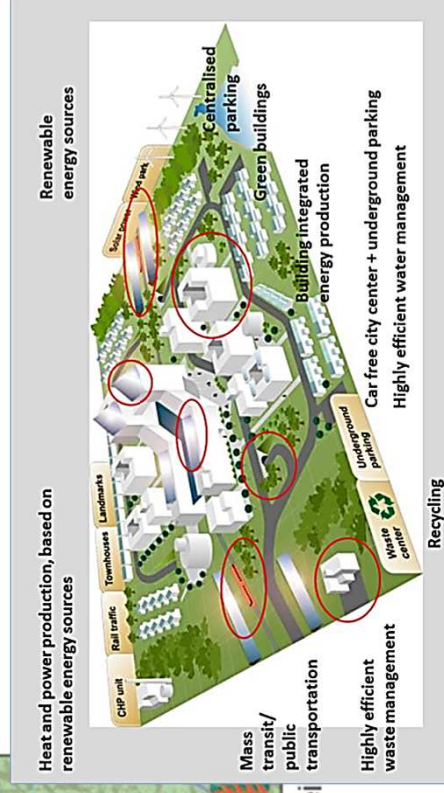 Heat and power production, based on
renewable energy sources
Renewable
energy sources
CHP unit
Rail traffic
Townhouses
Landmarks
Solar power
Wind park
Centralised
parking
Green buildings
Building integrated
energy production
Mass
transit/
public
transportation
Highly efficient
waste management
Waste
center
Underground
parking
Car free city center + underground parking
Highly efficient water management
Recycling